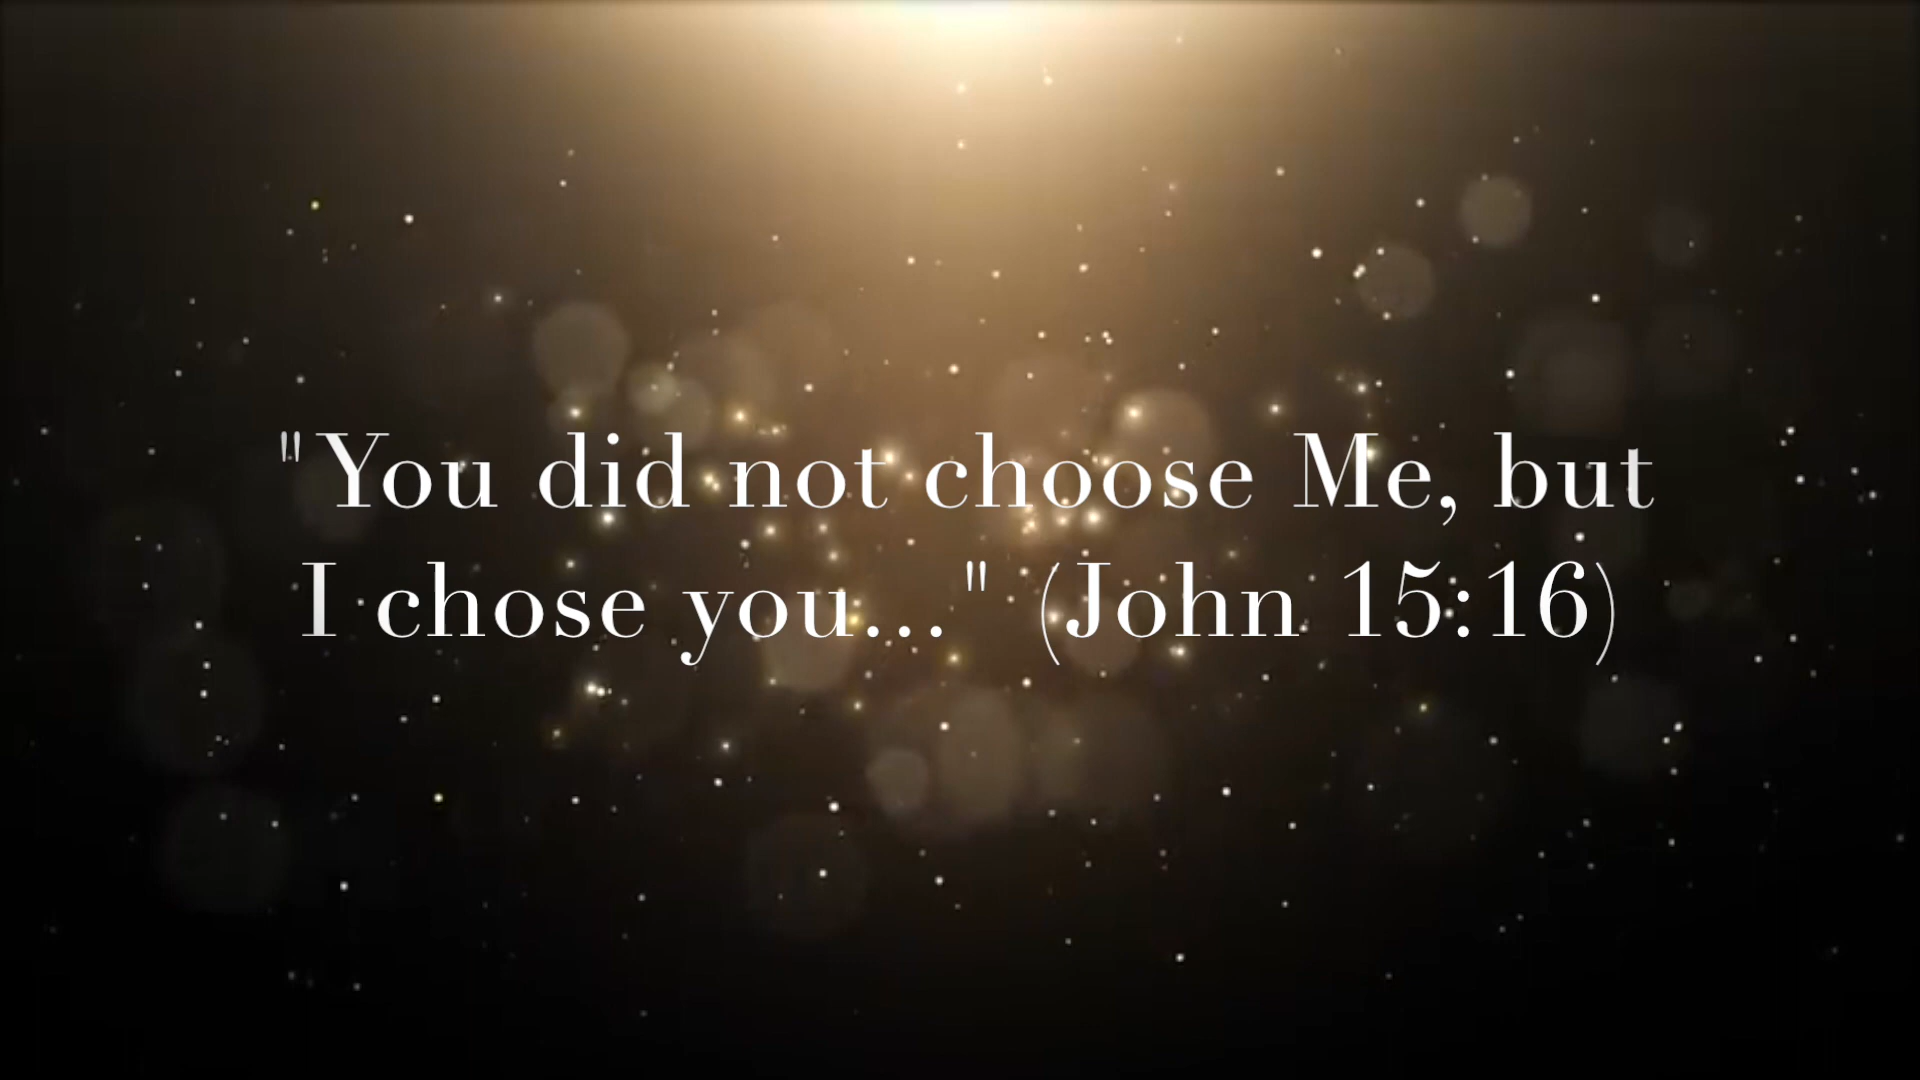 "You did not choose Me, but
I chose you..." (John 15:16)